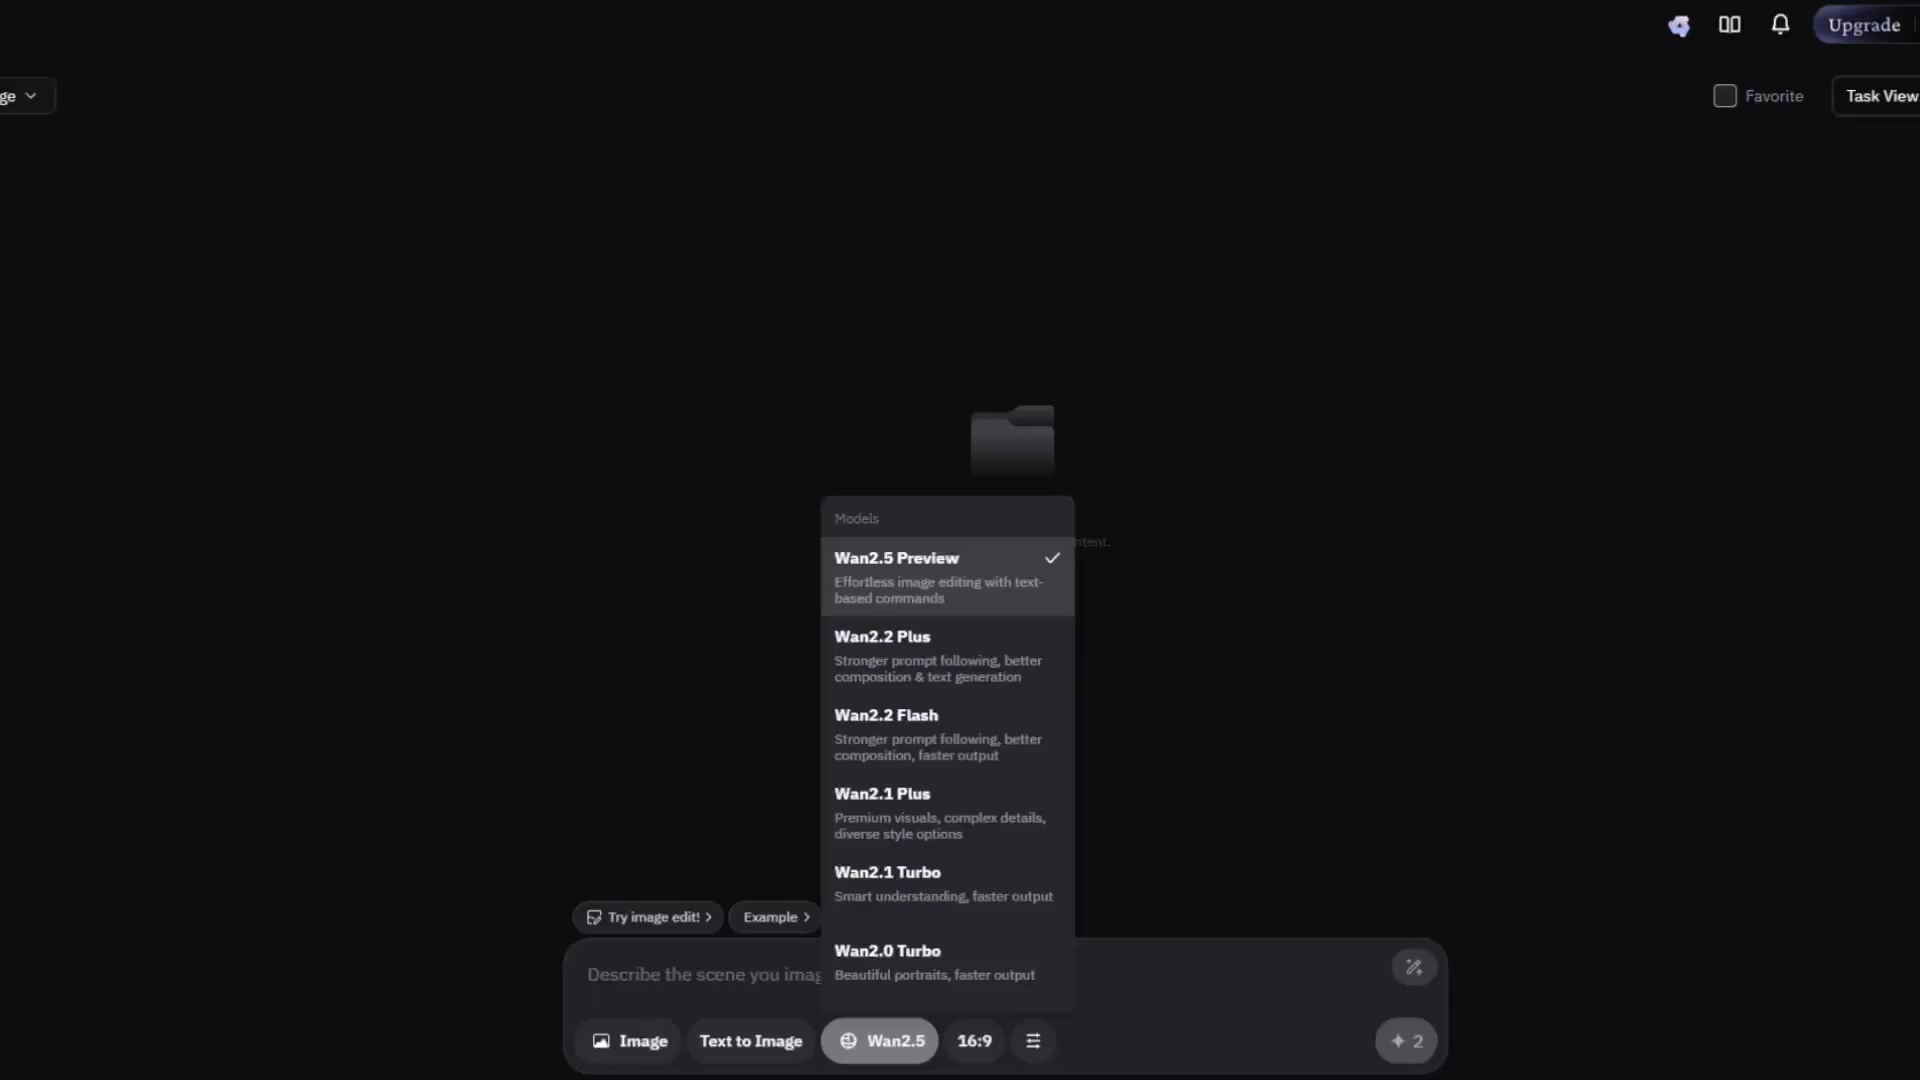 Upgrade
ge
Favorite
Task View
Models
ntent.
Wan2.5 Preview
Effortless image editing with text-
based commands
Wan2.2 Plus
Stronger prompt following, better
composition & text generation
Wan2.2 Flash
Stronger prompt following, better
composition, faster output
Wan2.1 Plus
Premium visuals, complex details,
diverse style options
Wan2.1 Turbo
Smart understanding, faster output
Try image edit!
Example
Wan2.0 Turbo
Describe the scene you imag
Beautiful portraits, faster output
Image
Text to Image
Wan2.5
16:9
2